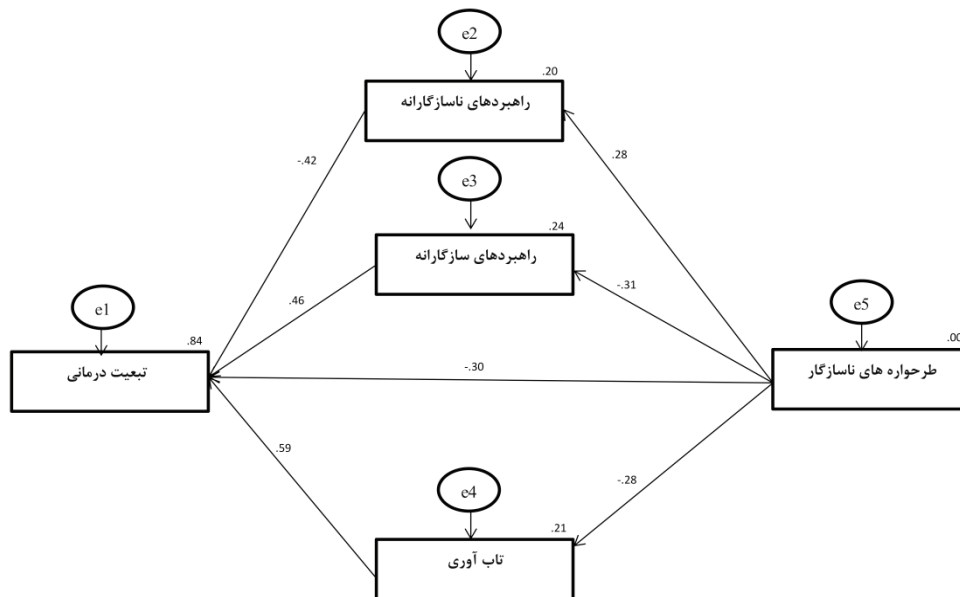 e2
.20
راهبردهای ناسازگارانه
-.42
.28
e3
.24
راهبردهای سازگارانه
.46
-.31
e1
e5
.84
.00
تبعیت درمانی
-.30
طرحواره های ناسازگار
.59
-.28
e4
.21
تاب آوری